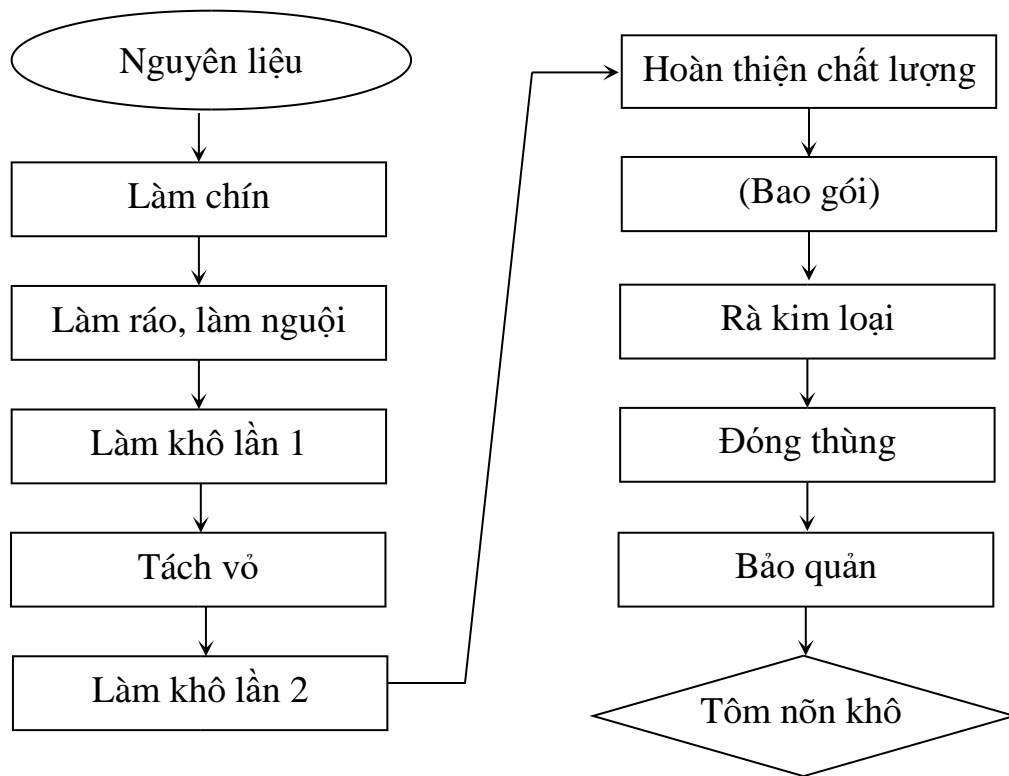 Nguyên liệu
Làm chín
Làm ráo, làm nguội
Làm khô lần 1
Tách vỏ
Làm khô lần 2
Hoàn thiện chất lượng
(Bao gói)
Rà kim loại
Đóng thùng
Bảo quản
Tôm nõn khô